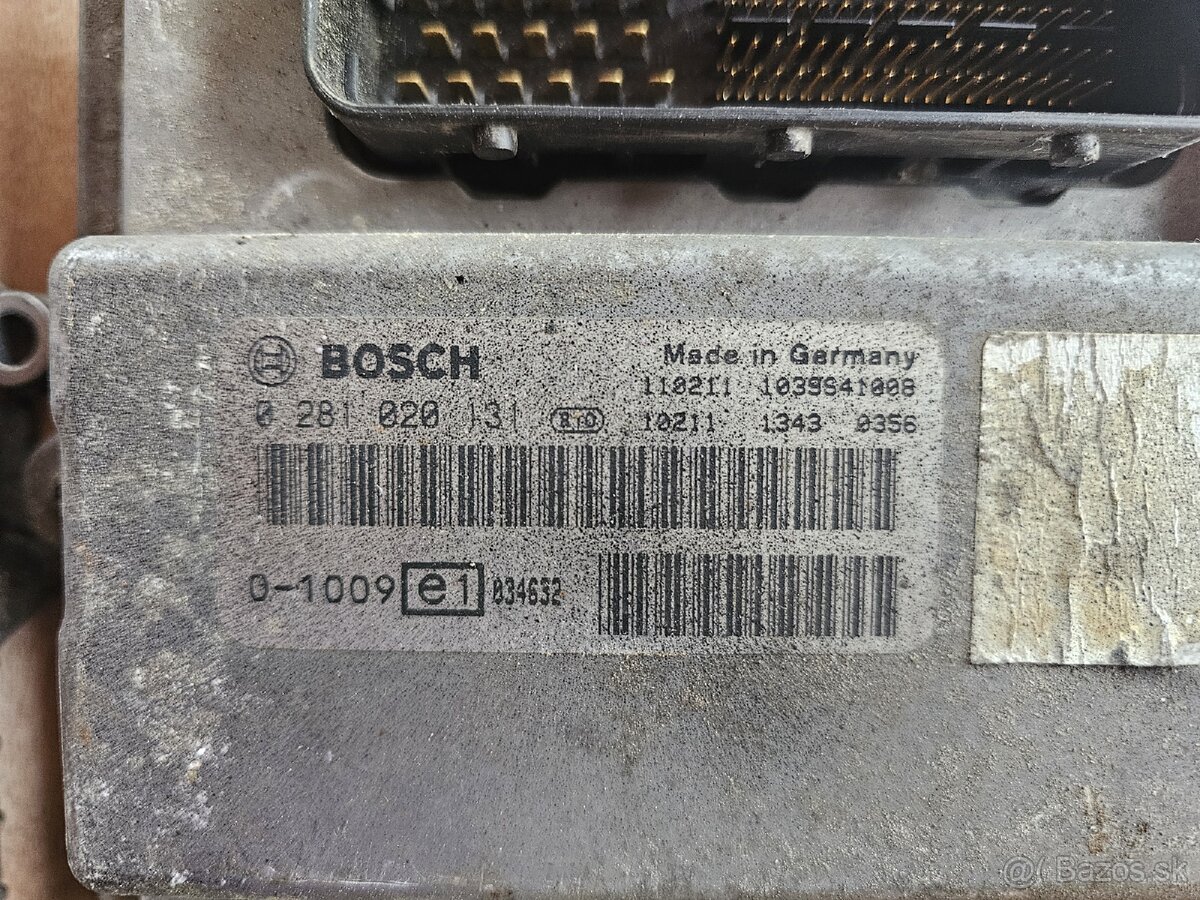 BOSCH
Made in Germany
110211 1039S41008
0 281 020 131
10211 1343 0356
0-1009 e1 034632
@( Bazos.sk